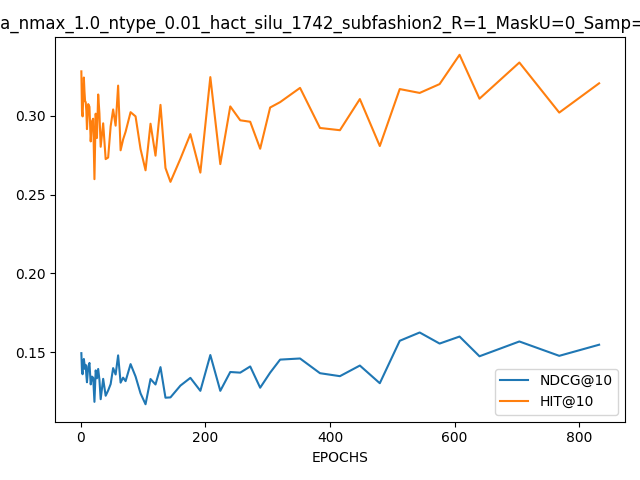 a_nmax_1.0_ntype_0.01_hact_silu_1742_subfashion2_R=1_MaskU=0_Samp=
0.30
0.25
0.20
0.15
NDCG@10
HIT@10
0 200 400 600 800
EPOCHS